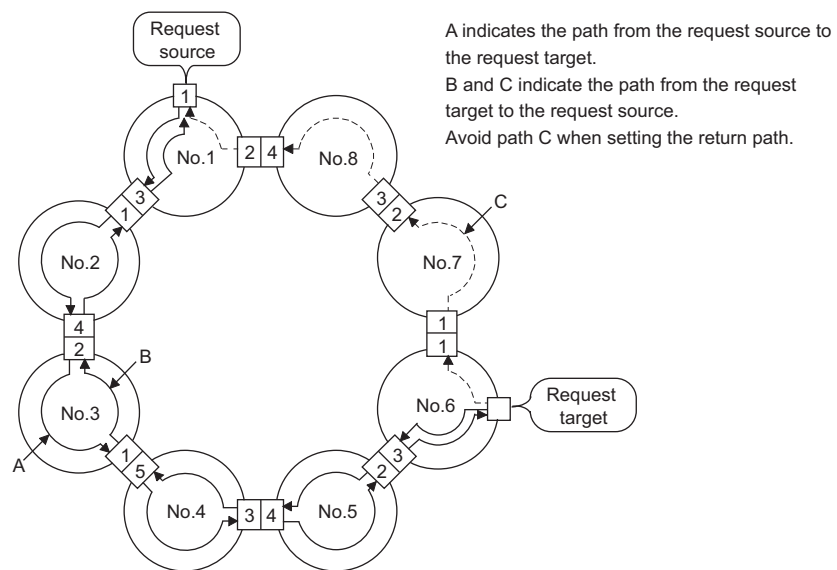 Request
source
A indicates the path from the request source to
the request target.
B and C indicate the path from the request
target to the request source.
Avoid path C when setting the return path.
1
No.1
2 4
No.8
3
1
3
2
C
No.2
No.7
4
2
1
1
B
No.3
No.6
Request
target
A
1
5
3
2
No.4
3 4
No.5